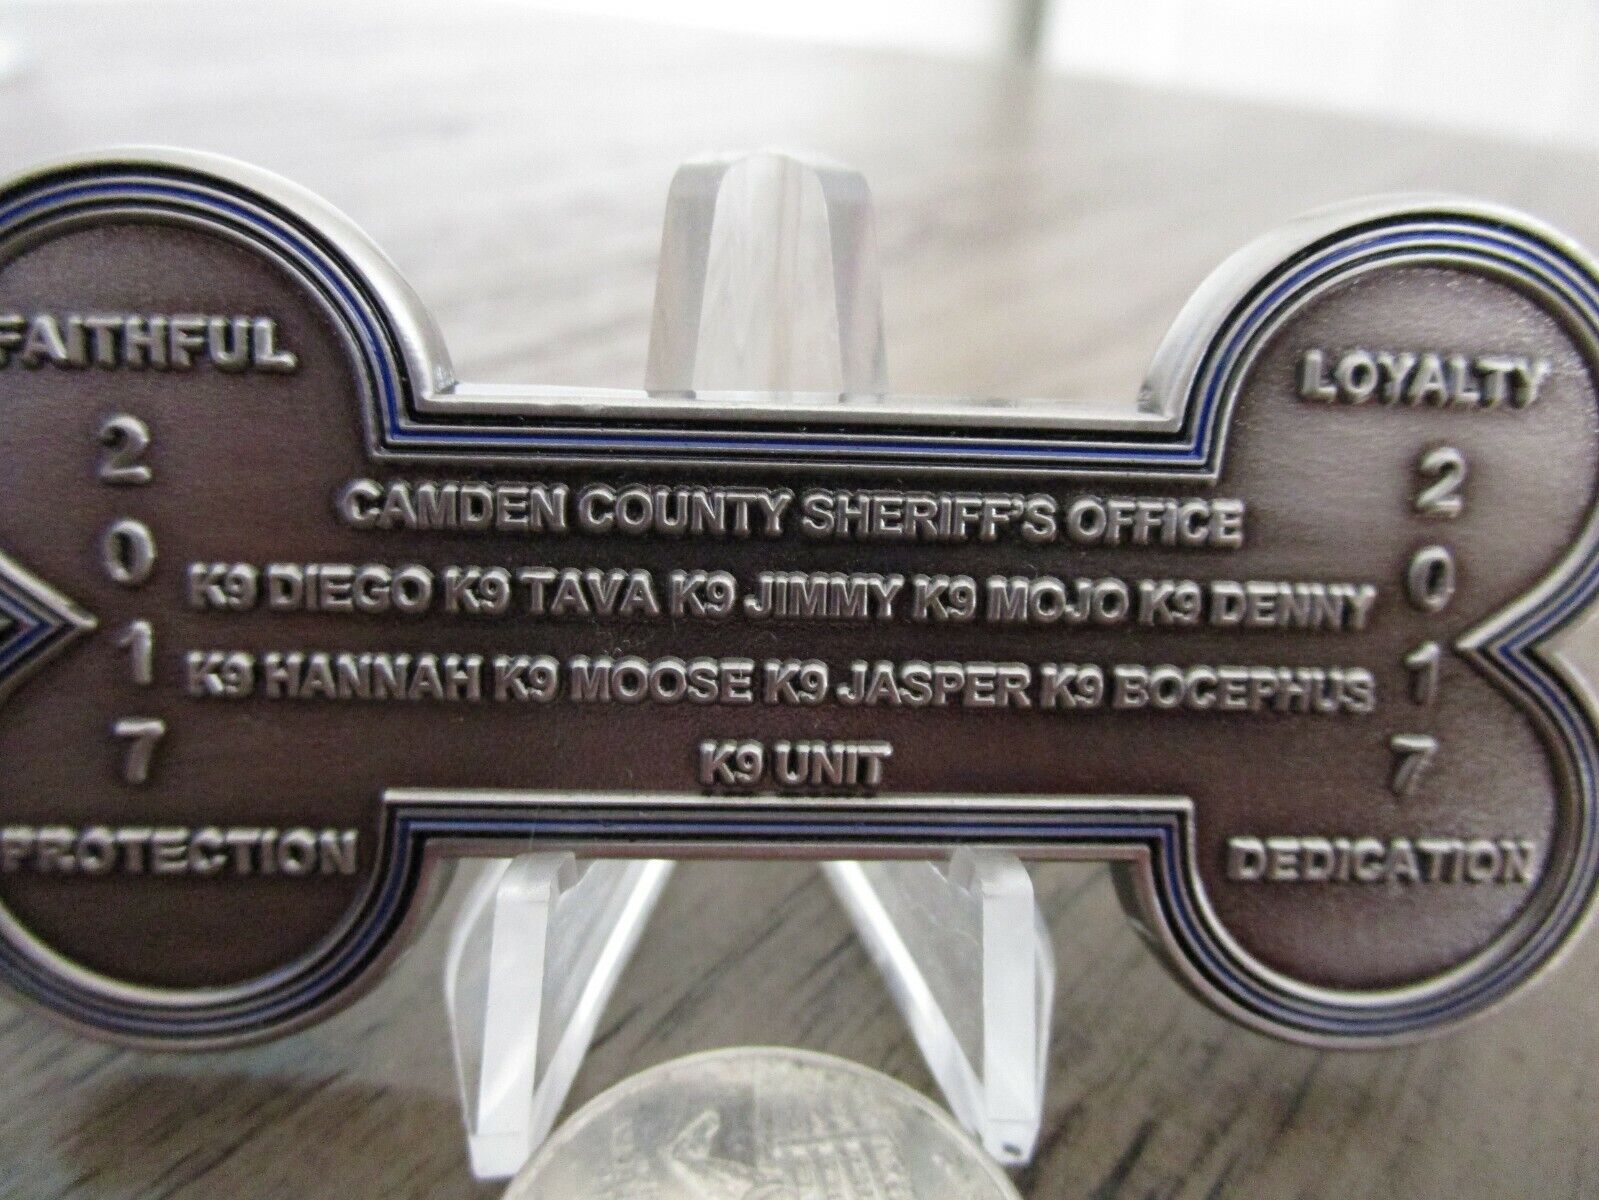 FAITHFUL
2
0
1
7
PROTECTION
CAMDEN COUNTY SHERIFF'S OFFICE
K9 DIEGO K9 TAVA K9 JIMMY K9 MOJO K9 DENNY
K9 HANNAH K9 MOOSE K9 JASPER K9 BOCEPHUS
K9 UNIT
LOYALTY
2
0
1
7
DEDICATION